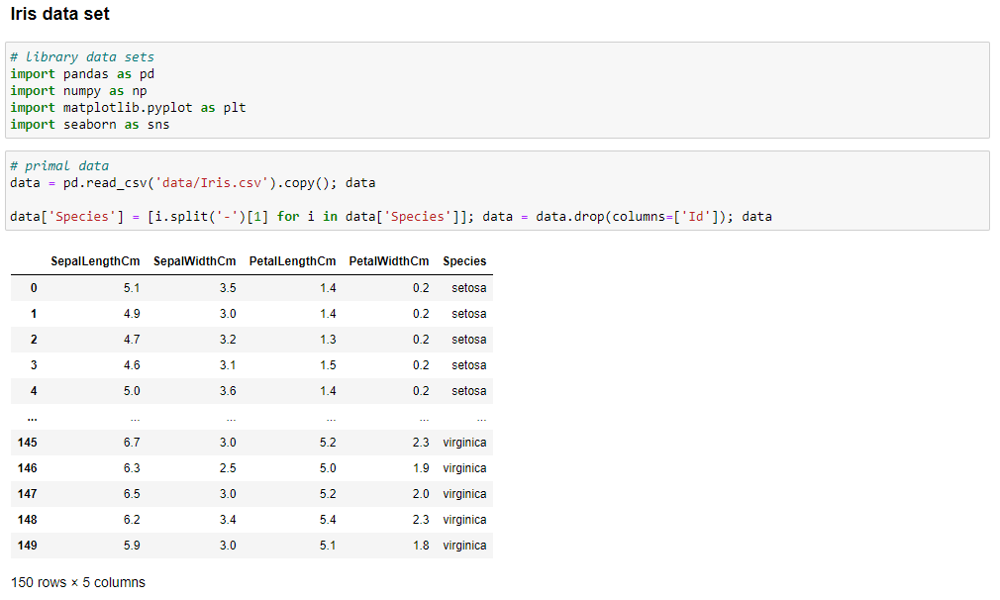 Iris data set
# library data sets
import pandas as pd
import numpy as np
import matplotlib.pyplot as plt
import seaborn as sns
# primal data
data = pd.read_csv('data/Iris.csv').copy(); data
data['Species'] = [i.split('-')[1] for i in data['Species']]; data = data.drop(columns=['Id']); data
SepalLengthCm SepalWidthCm PetalLengthCm PetalWidthCm Species
0 5.1 3.5 1.4 0.2 setosa
1 4.9 3.0 1.4 0.2 setosa
2 4.7 3.2 1.3 0.2 setosa
3 4.6 3.1 1.5 0.2 setosa
4 5.0 3.6 1.4 0.2 setosa
... ... ... ... ... ...
145 6.7 3.0 5.2 2.3 virginica
146 6.3 2.5 5.0 1.9 virginica
147 6.5 3.0 5.2 2.0 virginica
148 6.2 3.4 5.4 2.3 virginica
149 5.9 3.0 5.1 1.8 virginica
150 rows × 5 columns